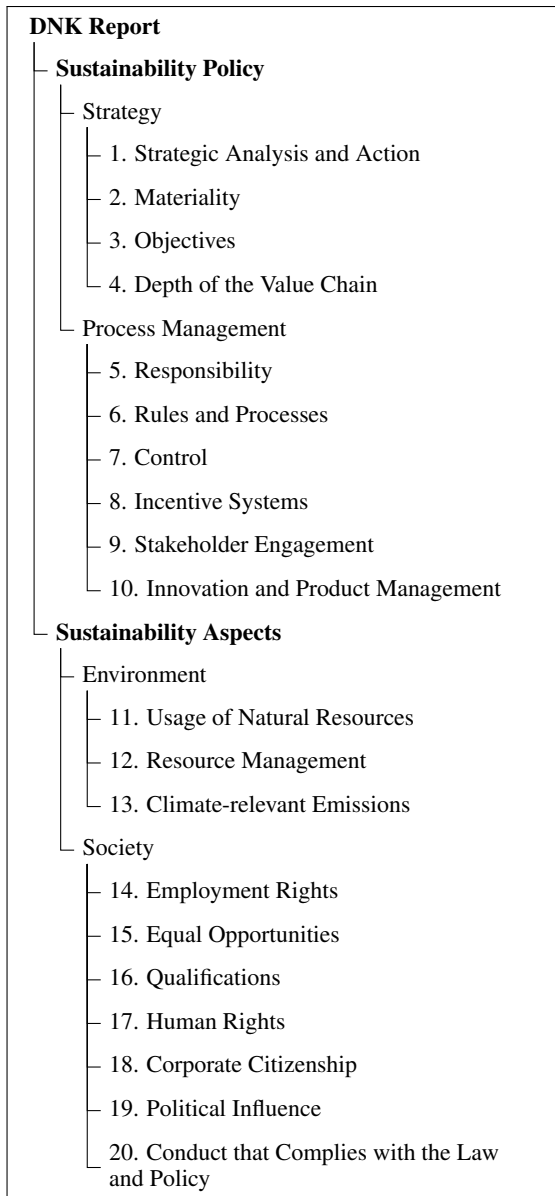 DNK Report
Sustainability Policy
Strategy
1. Strategic Analysis and Action
2. Materiality
3. Objectives
4. Depth of the Value Chain
Process Management
5. Responsibility
6. Rules and Processes
7. Control
8. Incentive Systems
9. Stakeholder Engagement
10. Innovation and Product Management
Sustainability Aspects
Environment
11. Usage of Natural Resources
12. Resource Management
13. Climate-relevant Emissions
Society
14. Employment Rights
15. Equal Opportunities
16. Qualifications
17. Human Rights
18. Corporate Citizenship
19. Political Influence
20. Conduct that Complies with the Law
and Policy